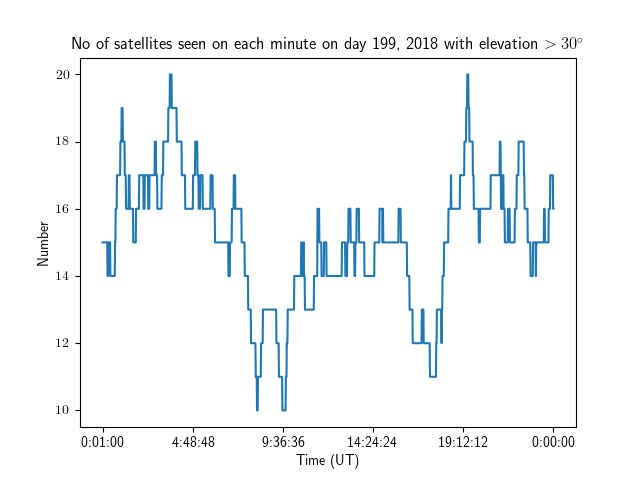 No of satellites seen on each minute on day 199, 2018 with elevation > 30°
20
18
16
14
12
10
Number
0:01:00 4:48:48 9:36:36 14:24:24 19:12:12 0:00:00
Time (UT)